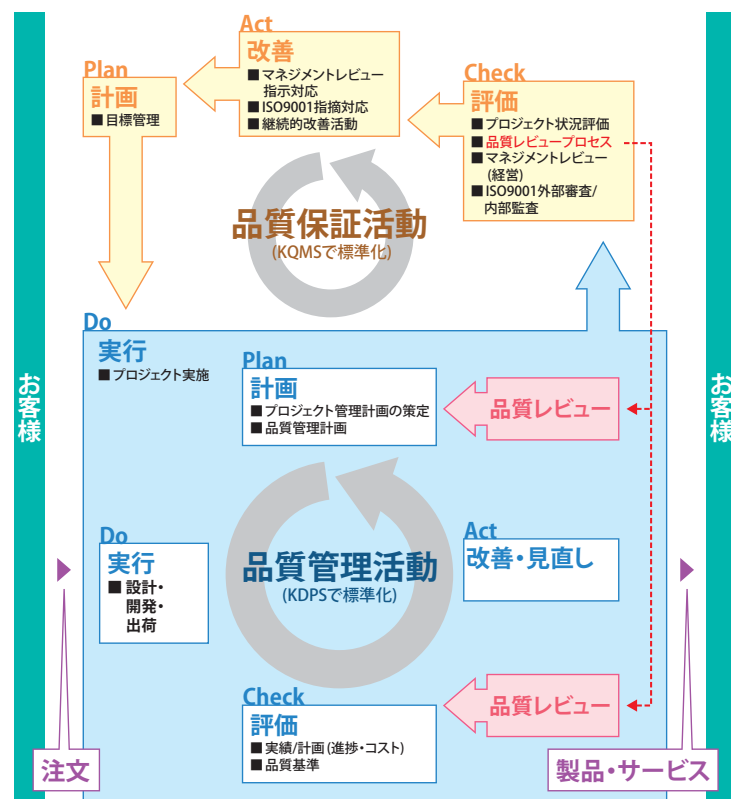 お客様
Act
改善
■マネジメントレビュー
指示対応
■ISO9001指摘対応
■継続的改善活動
Plan
計画
■目標管理
Check
評価
■プロジェクト状況評価
■品質レビュープロセス
■マネジメントレビュー
(経営)
■ISO9001外部審査/
内部監査
品質保証活動
(KQMSで標準化)
Do
実行
■プロジェクト実施
Plan
計画
■プロジェクト管理計画の策定
■品質管理計画
品質レビュー
Do
実行
■設計・
開発・
出荷
品質管理活動
(KDPSで標準化)
Act
改善・見直し
Check
評価
■実績/計画(進捗・コスト)
■品質基準
品質レビュー
注文
製品・サービス
お客様